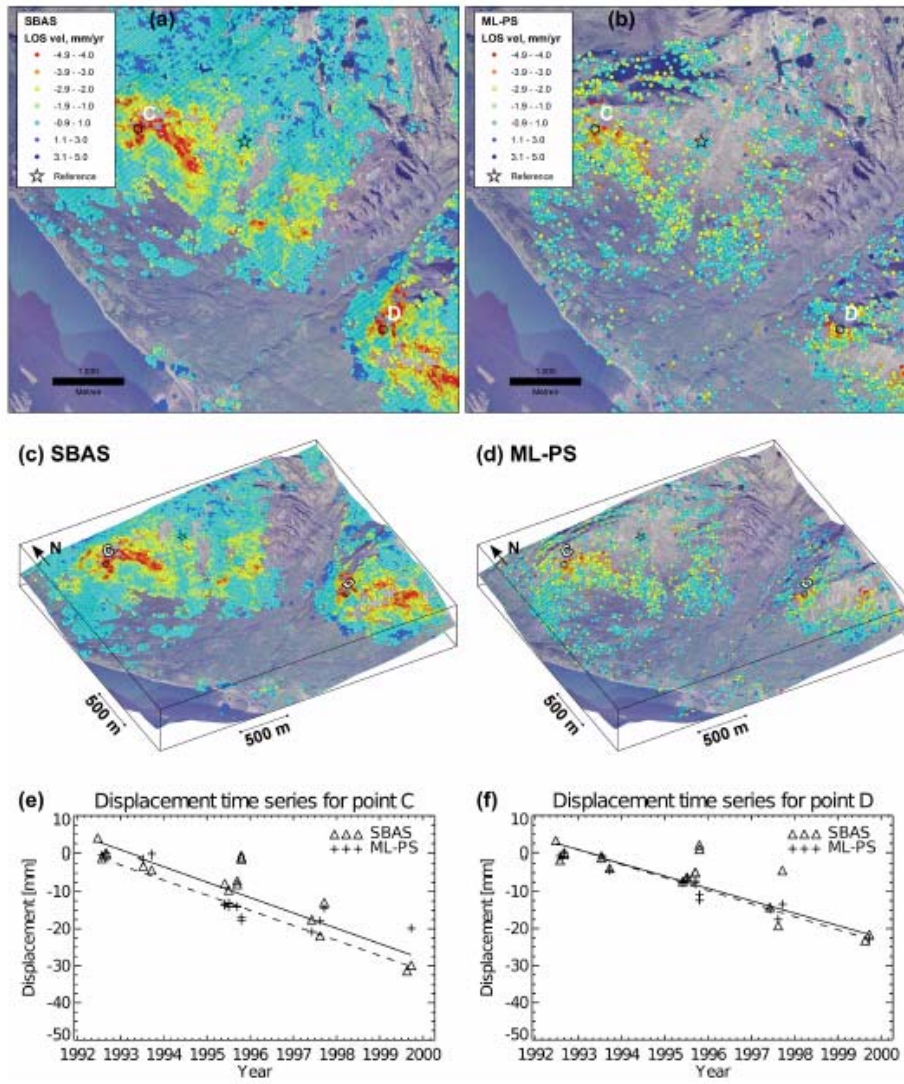 SBAS
LOS vel, mm/yr
-4.9 - -4.0
-3.9 - -3.0
-2.9 - -2.0
-1.9 - -1.0
-0.9 - 1.0
1.1 - 3.0
3.1 - 5.0
Reference
(a)
C
D
1,000
Metres
ML-PS
LOS vel, mm/yr
-4.9 - -4.0
-3.9 - -3.0
-2.9 - -2.0
-1.9 - -1.0
-0.9 - 1.0
1.1 - 3.0
3.1 - 5.0
Reference
(b)
C
D
1,000
Metres
(c) SBAS
N
500 m
500 m
(d) ML-PS
N
500 m
500 m
(e) Displacement time series for point C
SBAS
ML-PS
10
0
-10
-20
-30
-40
-50
Displacement [mm]
1992 1993 1994 1995 1996 1997 1998 1999 2000
Year
(f) Displacement time series for point D
SBAS
ML-PS
10
0
-10
-20
-30
-40
-50
Displacement [mm]
1992 1993 1994 1995 1996 1997 1998 1999 2000
Year